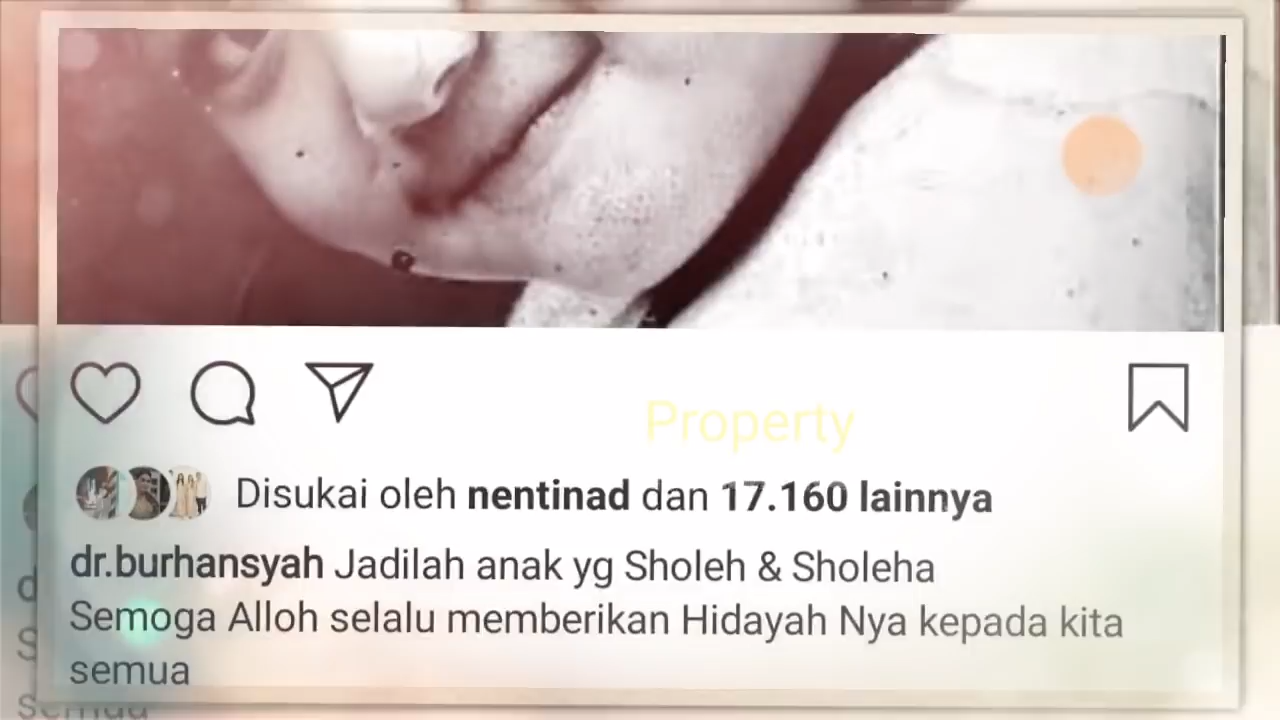 Property
Disukai oleh nentinad dan 17.160 lainnya
dr.burhansyah Jadilah anak yg Sholeh & Sholeha
Semoga Alloh selalu memberikan Hidayah Nya kepada kita
semua